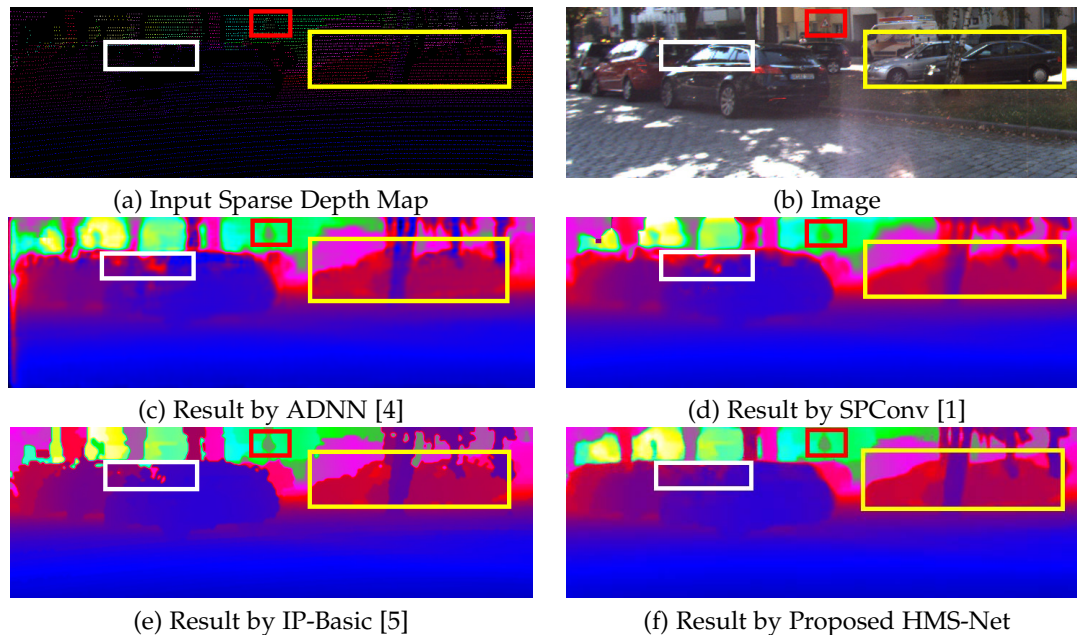 (a) Input Sparse Depth Map
(b) Image
(c) Result by ADNN [4]
(d) Result by SPConv [1]
(e) Result by IP-Basic [5]
(f) Result by Proposed HMS-Net